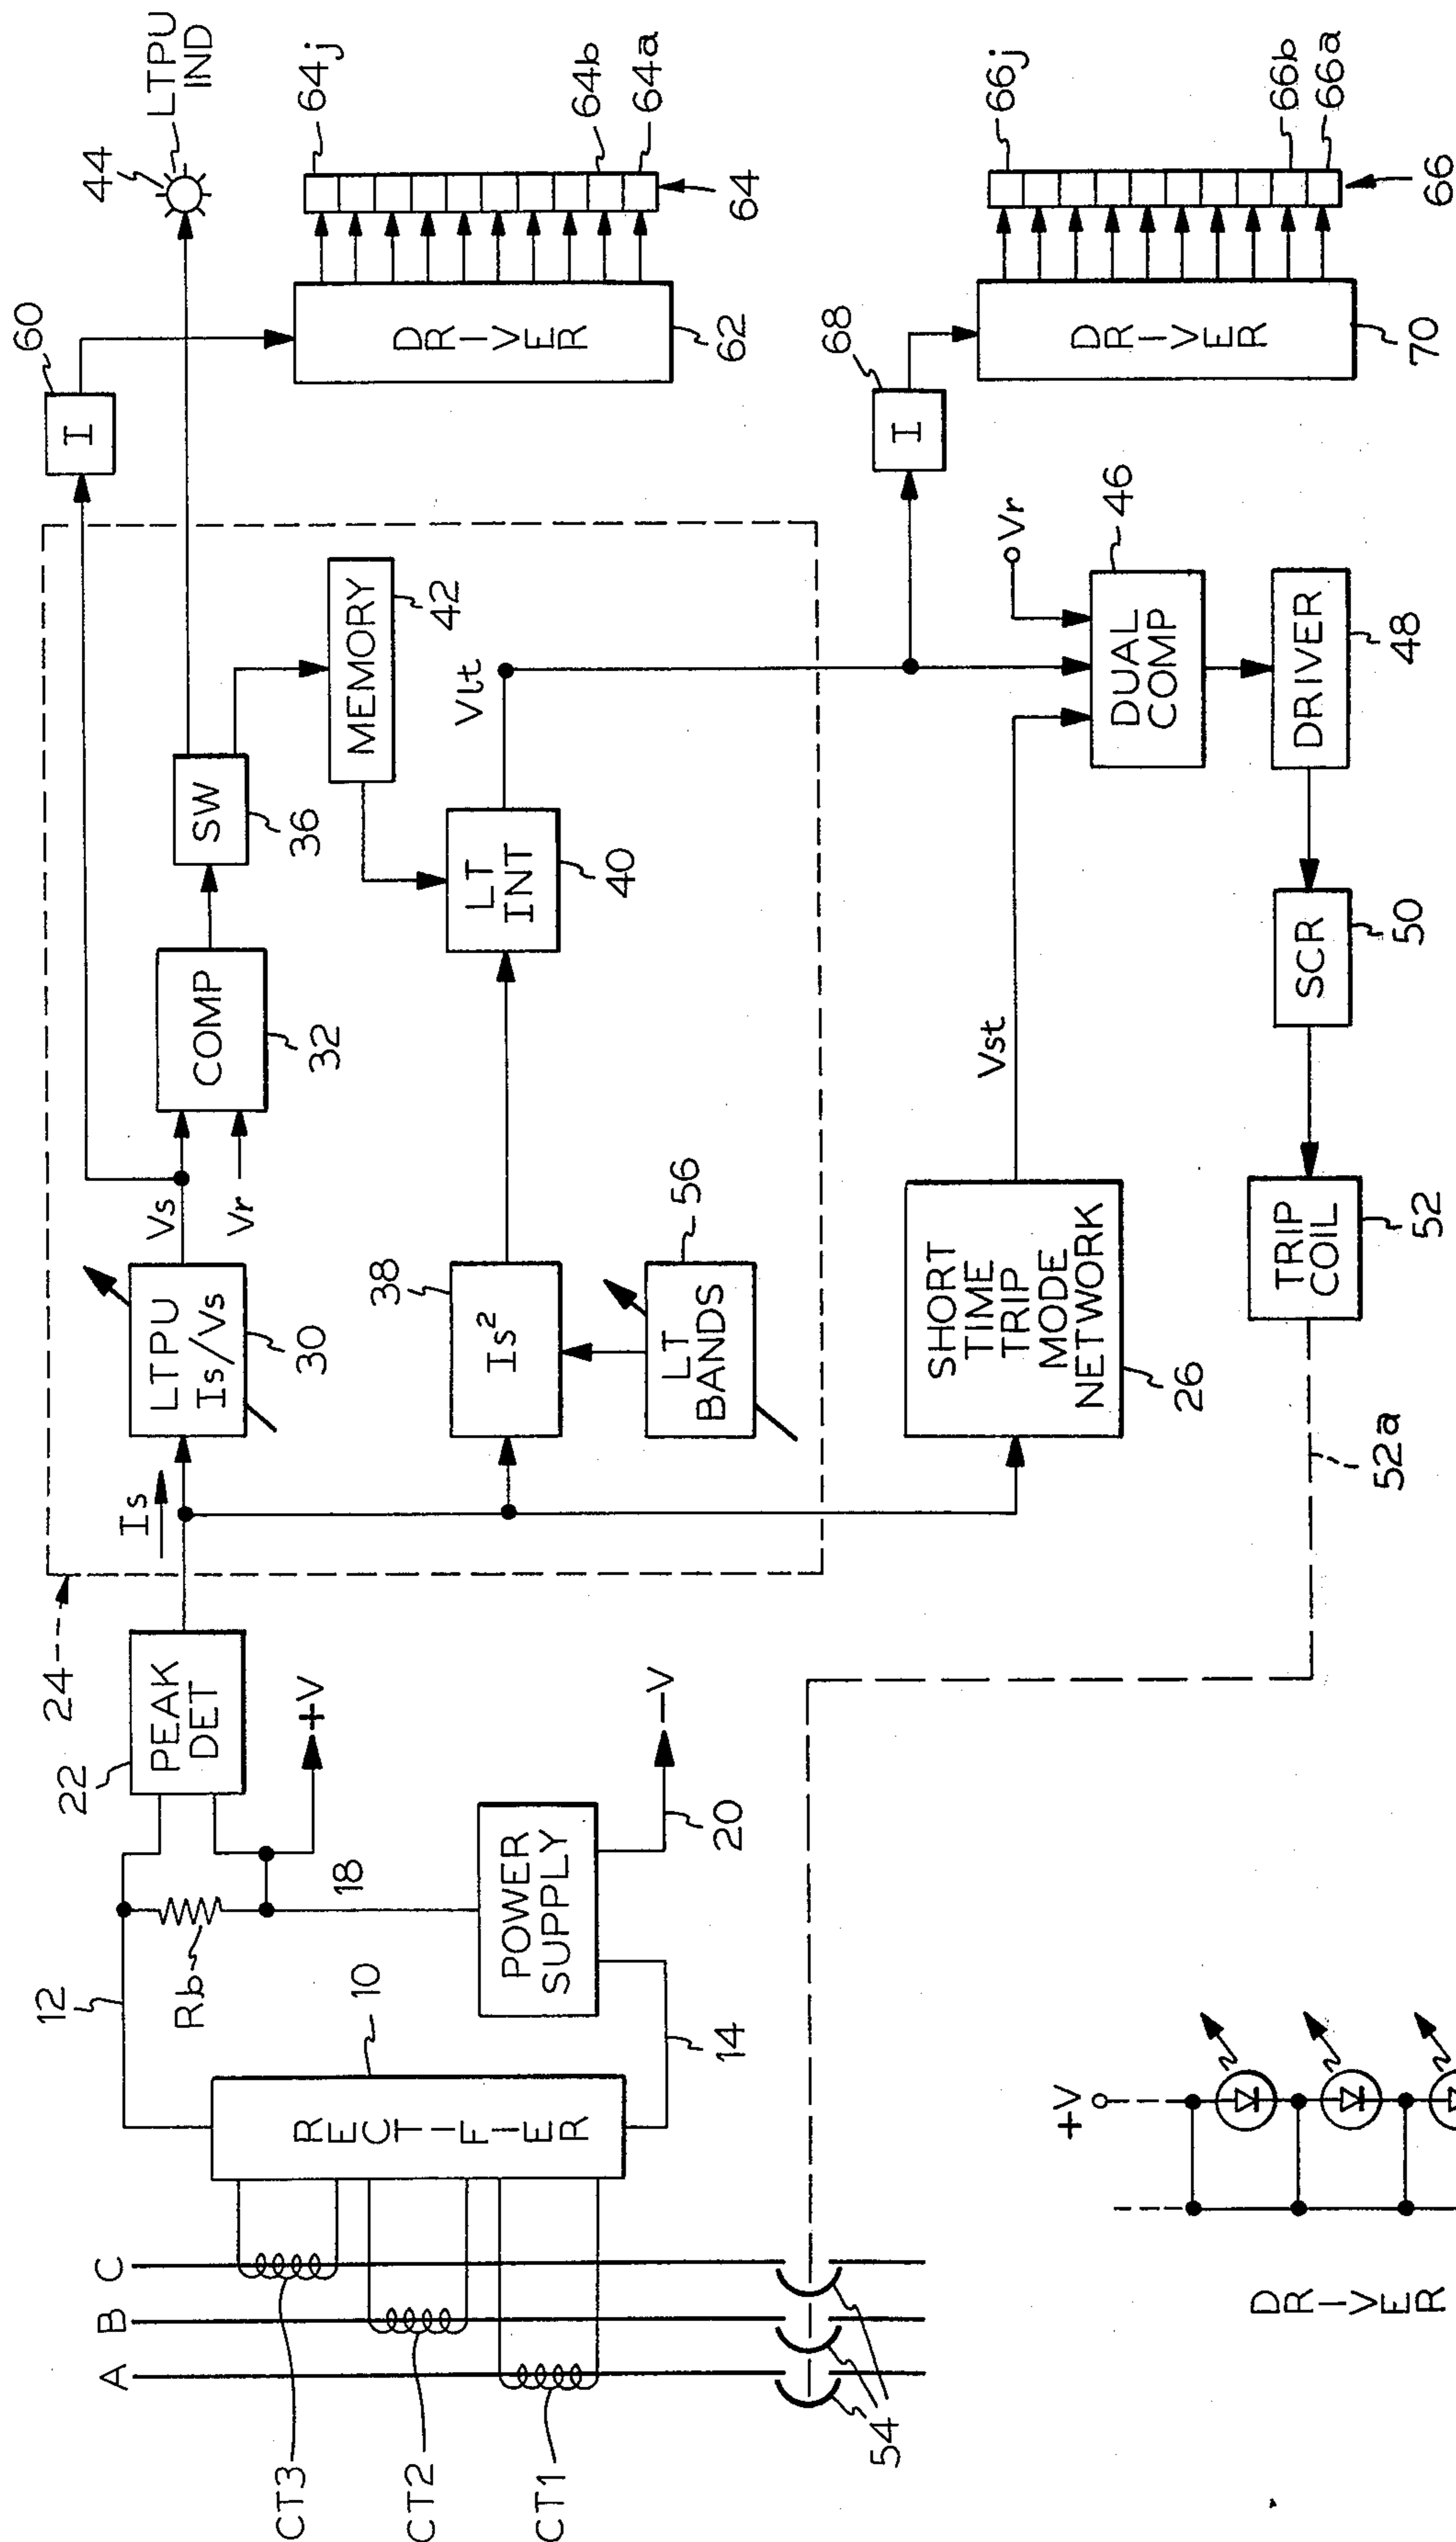 A
B
C
CT3
CT2
CT1
54
RECTIFIER
10
12
14
Rb
18
POWER
SUPPLY
20
+V
-V
PEAK
DET
22
24
Is
LTPU
Is/Vs
30
Vs
Vr
COMP
32
SW
36
MEMORY
42
Is²
38
LT
BANDS
56
LT
INT
40
Vlt
60
I
44
LTPU
IND
DRIVER
62
64j
64b
64a
64
68
I
DRIVER
70
66j
66b
66a
66
SHORT
TIME
TRIP
MODE
NETWORK
26
Vst
Vr
DUAL
COMP
46
DRIVER
48
SCR
50
TRIP
COIL
52
52a
+V
DRIVER